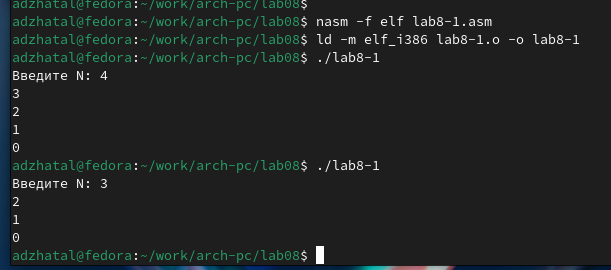 adzhatal@fedora:~/work/arch-pc/lab08$
adzhatal@fedora:~/work/arch-pc/lab08$ nasm -f elf lab8-1.asm
adzhatal@fedora:~/work/arch-pc/lab08$ ld -m elf_i386 lab8-1.o -o lab8-1
adzhatal@fedora:~/work/arch-pc/lab08$ ./lab8-1
Введите N: 4
3
2
1
0
adzhatal@fedora:~/work/arch-pc/lab08$ ./lab8-1
Введите N: 3
2
1
0
adzhatal@fedora:~/work/arch-pc/lab08$